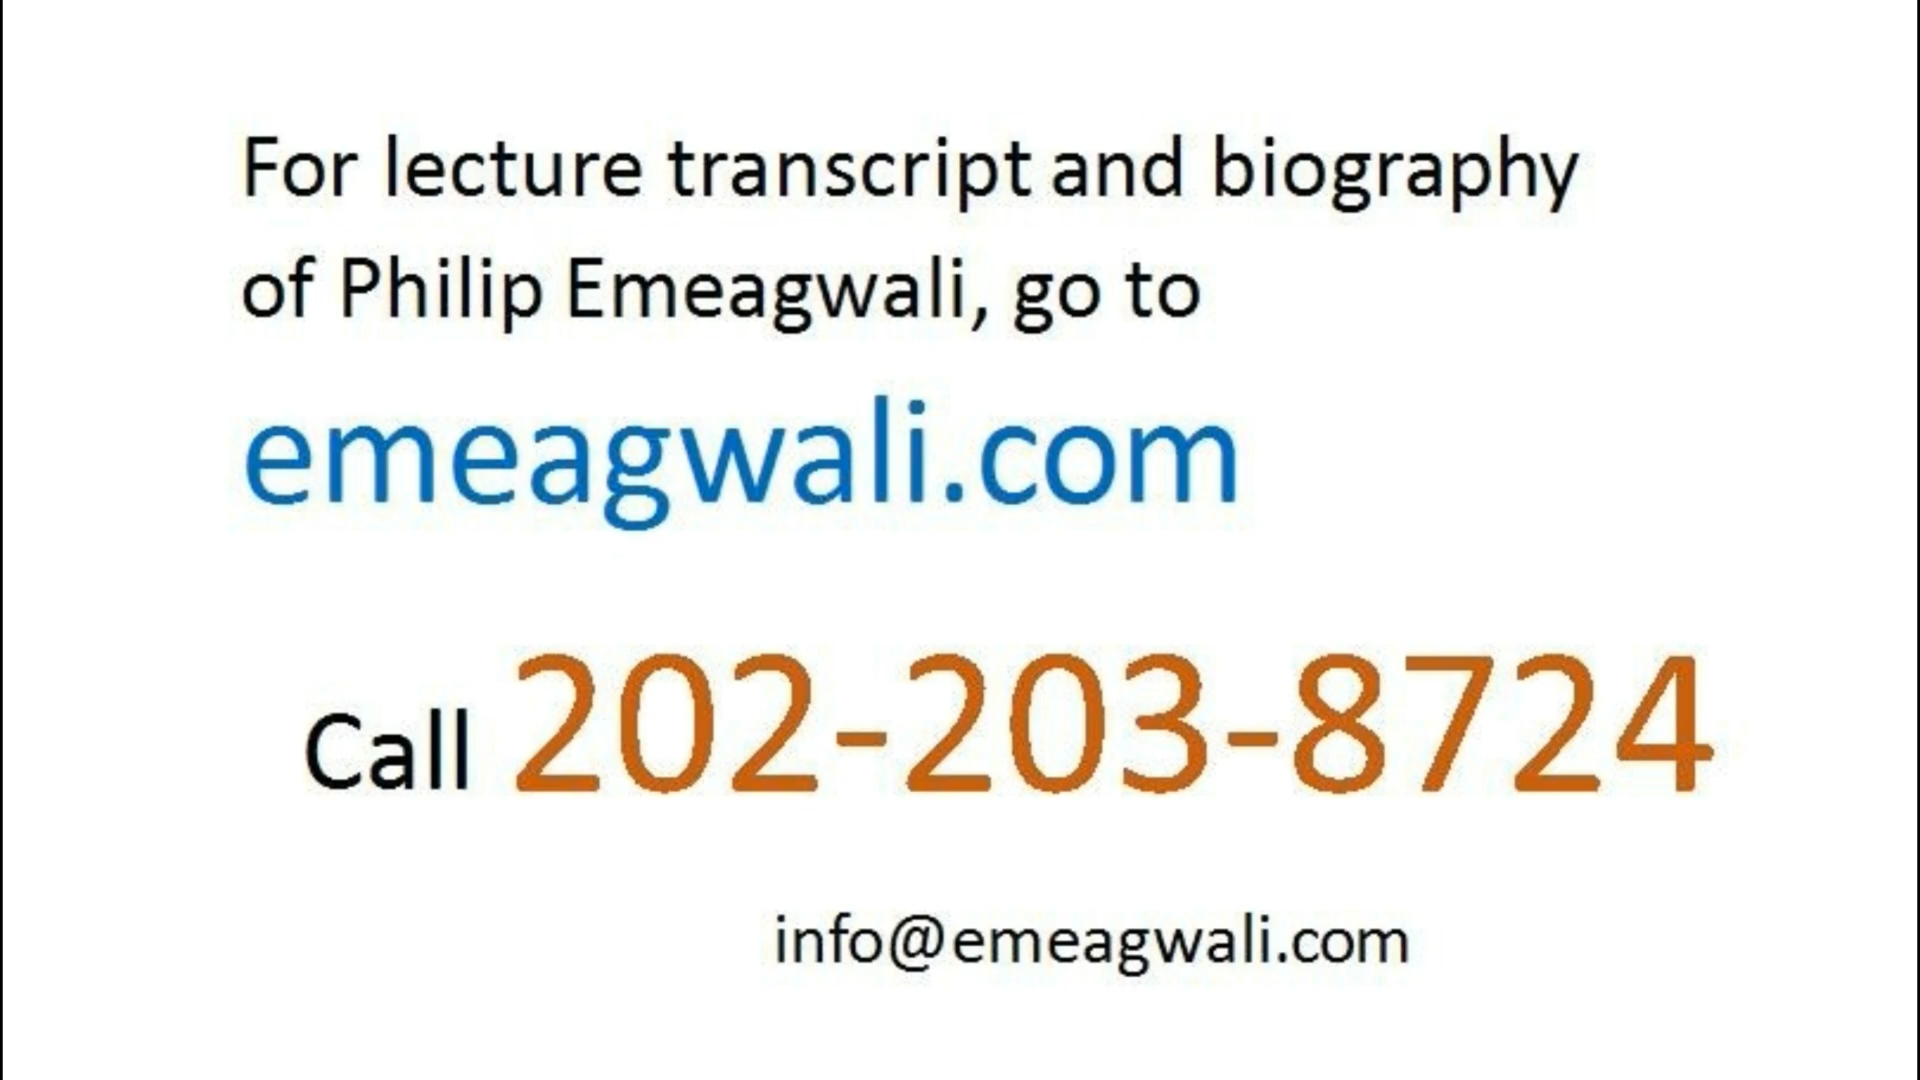 For lecture transcript and biography
of Philip Emeagwali, go to
emeagwali.com
Call 202-203-8724
info@emeagwali.com